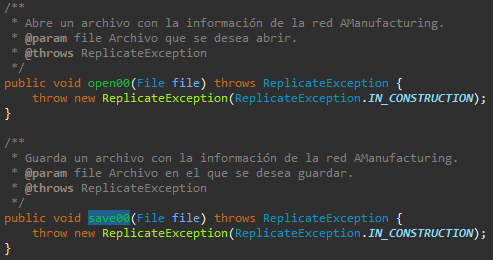 /**
 * Abre un archivo con la información de la red AManufacturing.
 * @param file Archivo que se desea abrir.
 * @throws ReplicateException
 */
public void open00(File file) throws ReplicateException {
    throw new ReplicateException(ReplicateException.IN_CONSTRUCTION);
}
/**
 * Guarda un archivo con la información de la red AManufacturing.
 * @param file Archivo en el que se desea guardar.
 * @throws ReplicateException
 */
public void save00(File file) throws ReplicateException {
    throw new ReplicateException(ReplicateException.IN_CONSTRUCTION);
}